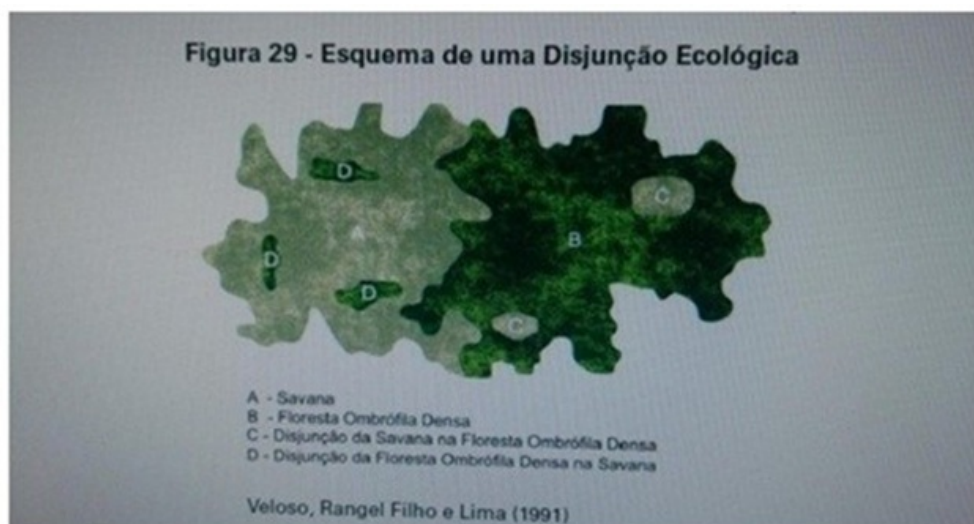 Figura 29 - Esquema de uma Disjunção Ecológica
D
C
A
B
D
D
C
A - Savana
B - Floresta Ombrófila Densa
C - Disjunção da Savana na Floresta Ombrófila Densa
D - Disjunção da Floresta Ombrófila Densa na Savana
Veloso, Rangel Filho e Lima (1991)